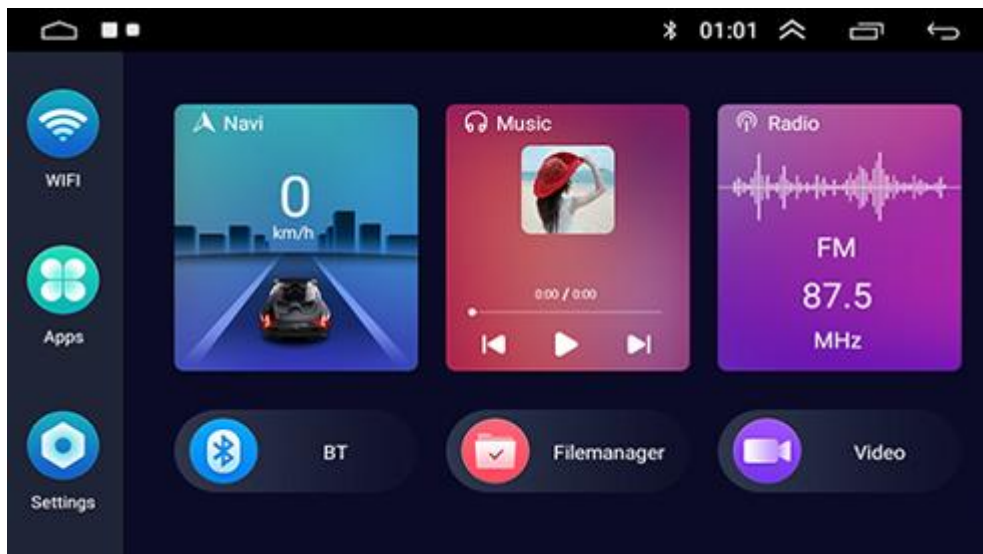 01:01
WIFI
Apps
Settings
Navi
0
km/h
Music
0:00 / 0:00
Radio
FM
87.5
MHz
BT
Filemanager
Video